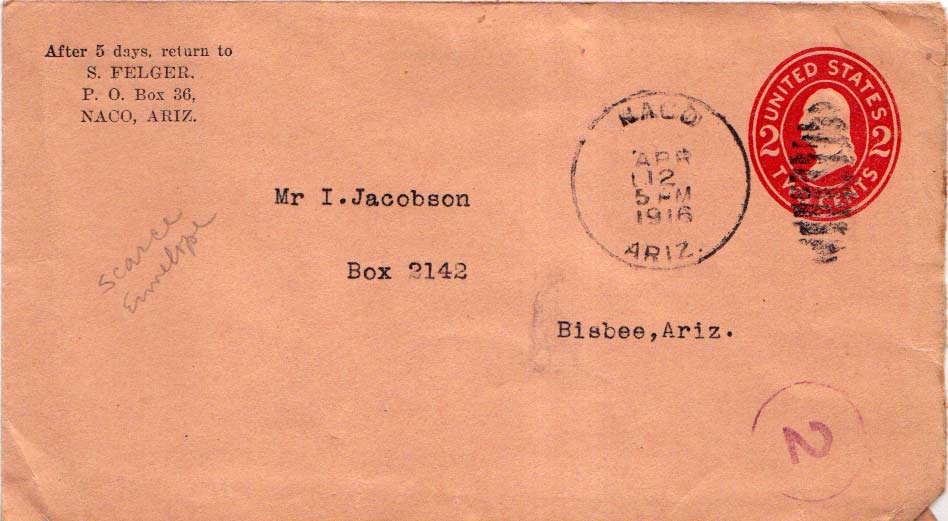 After 5 days, return to
S. FELGER,
P. O. Box 36,
NACO, ARIZ.
NACO
APR
12
5 PM
1916
ARIZ.
UNITED STATES
2 2
TWO CENTS
Mr I.Jacobson
Box 2142
Bisbee,Ariz.
scarce
Envelope
2